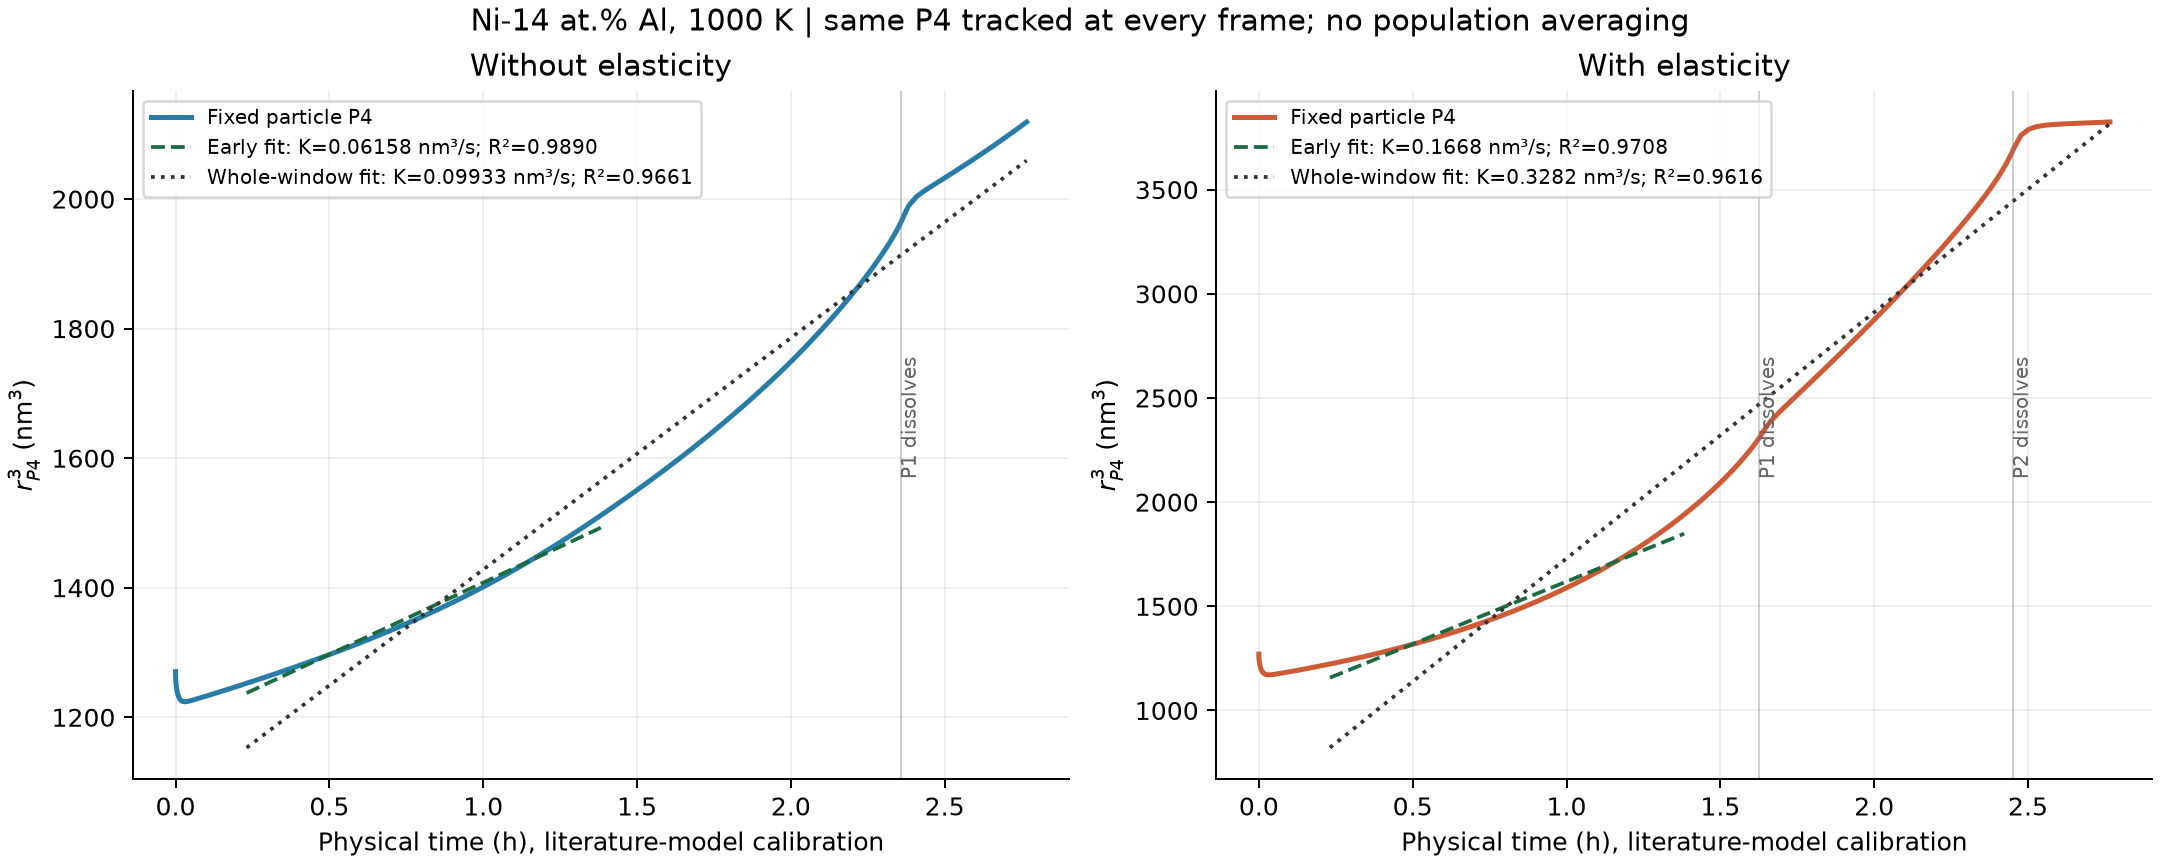 Ni-14 at.% Al, 1000 K | same P4 tracked at every frame; no population averaging
Without elasticity
Fixed particle P4
Early fit: K=0.06158 nm³/s; R²=0.9890
Whole-window fit: K=0.09933 nm³/s; R²=0.9661
2000
1800
1600
1400
1200
r³P4 (nm³)
P1 dissolves
0.0 0.5 1.0 1.5 2.0 2.5
Physical time (h), literature-model calibration
With elasticity
Fixed particle P4
Early fit: K=0.1668 nm³/s; R²=0.9708
Whole-window fit: K=0.3282 nm³/s; R²=0.9616
3500
3000
2500
2000
1500
1000
r³P4 (nm³)
P1 dissolves
P2 dissolves
0.0 0.5 1.0 1.5 2.0 2.5
Physical time (h), literature-model calibration